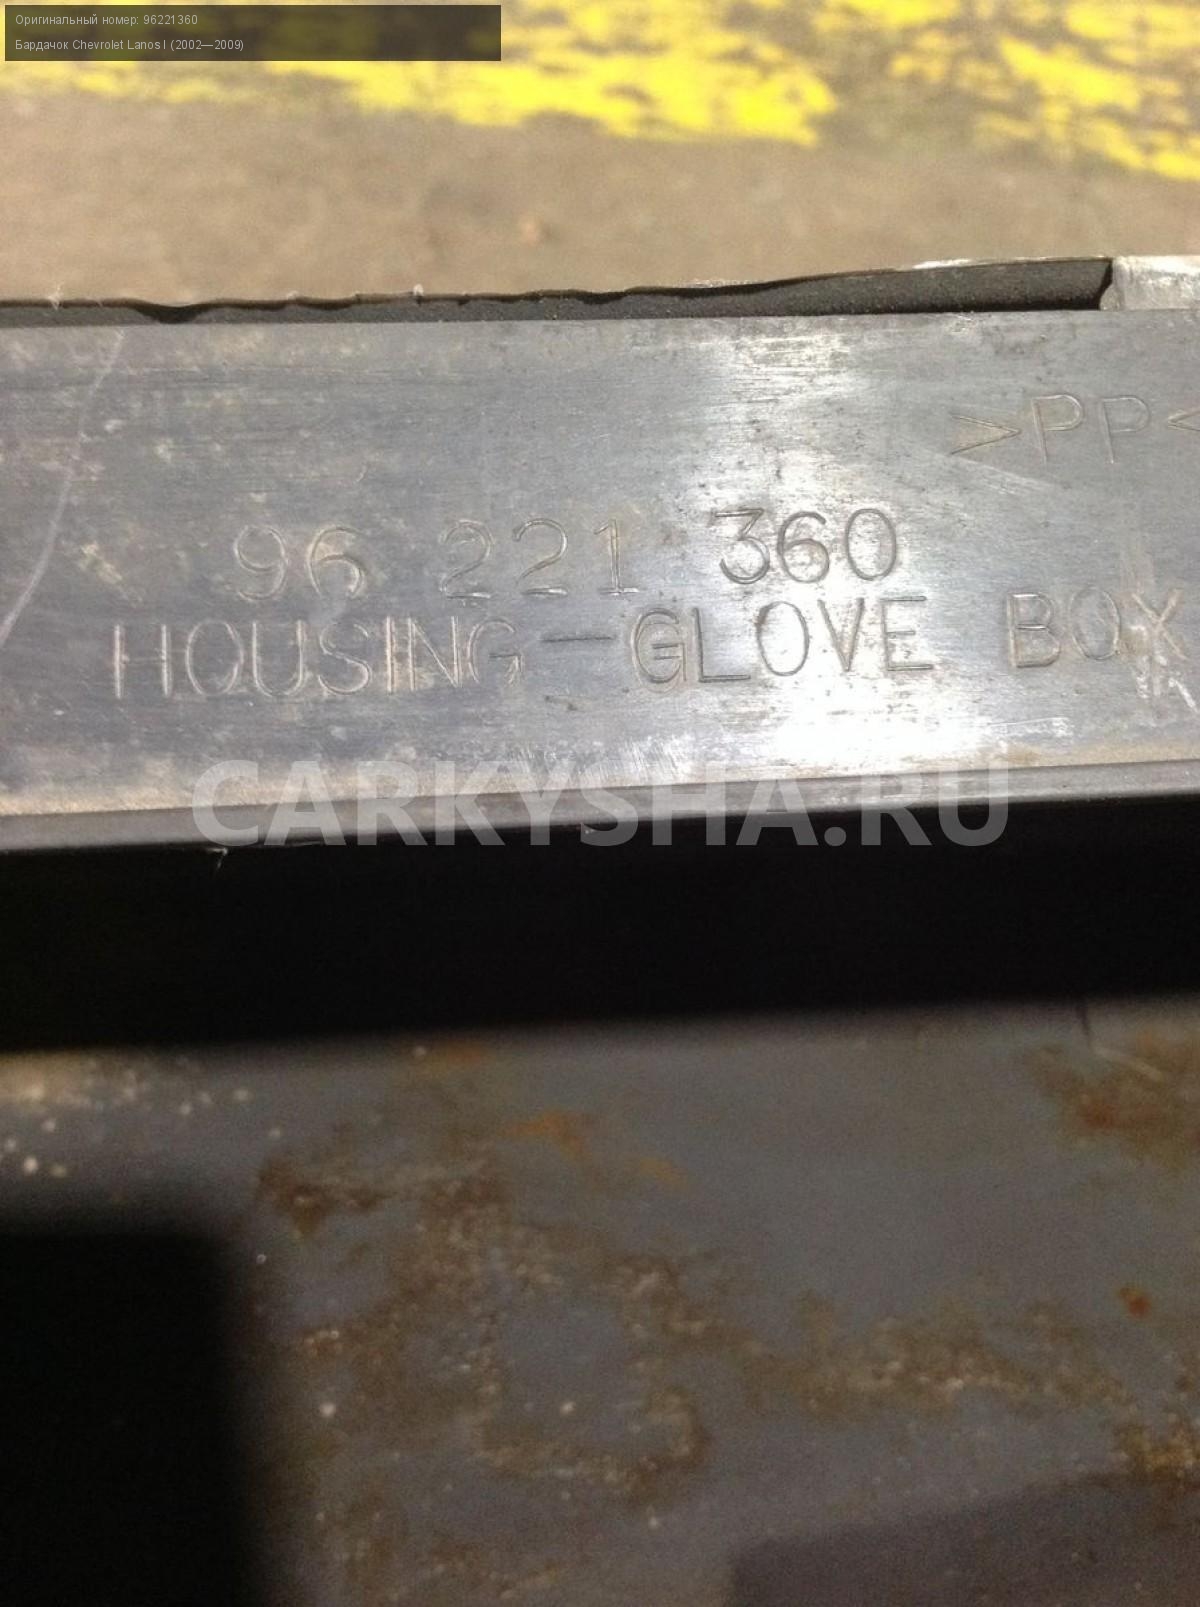 Оригинальный номер: 96221360
Бардачок Chevrolet Lanos I (2002—2009)
>PP<
96 221 360
HOUSING-GLOVE BOX
CARKYSHA.RU